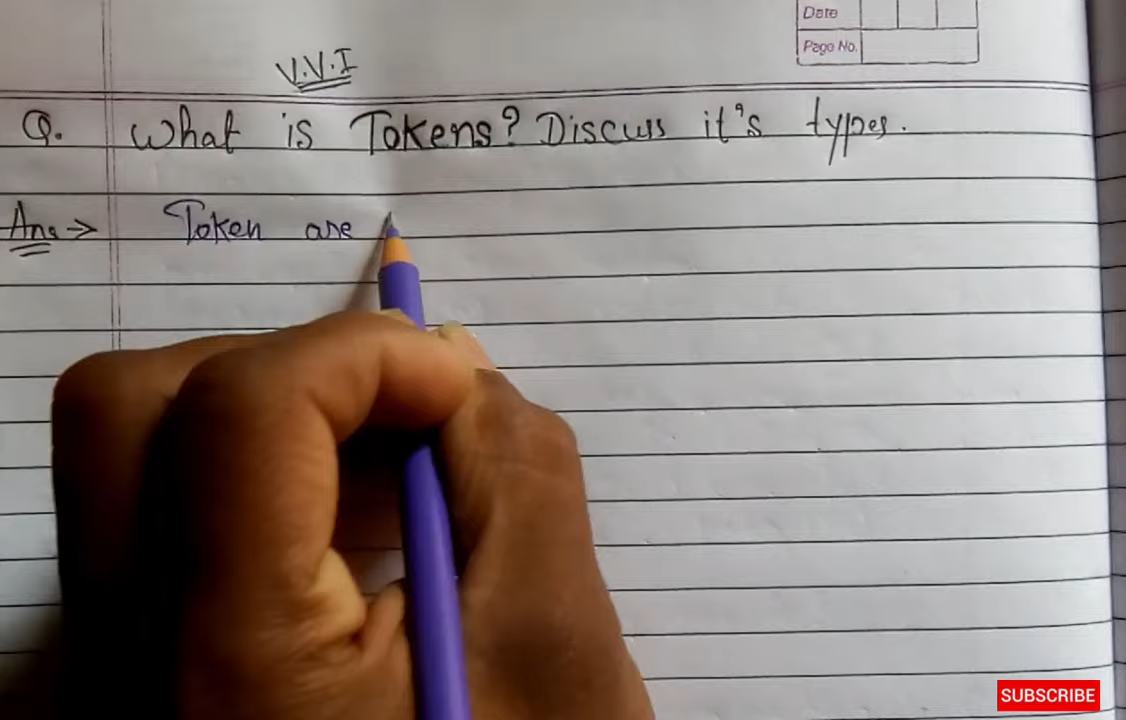 Date
Page No.
V.V.I
Q. What is Tokens? Discuss it's types.
Ans → Token are
SUBSCRIBE